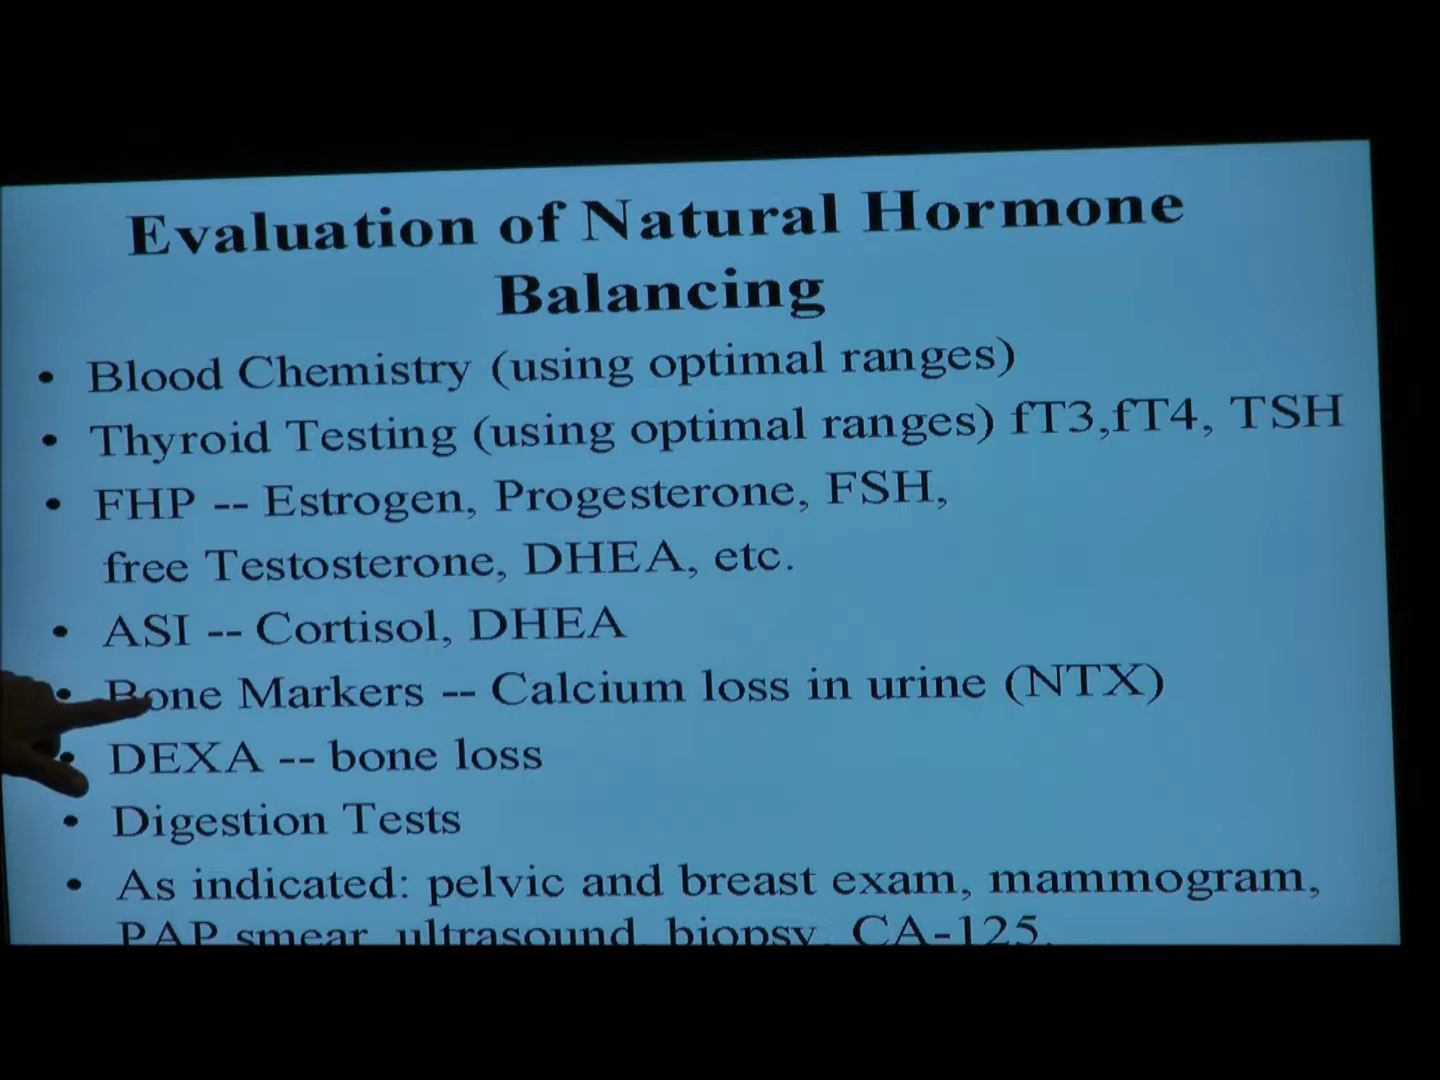 Evaluation of Natural Hormone
Balancing
• Blood Chemistry (using optimal ranges)
• Thyroid Testing (using optimal ranges) fT3,fT4, TSH
• FHP -- Estrogen, Progesterone, FSH,
free Testosterone, DHEA, etc.
• ASI -- Cortisol, DHEA
• Bone Markers -- Calcium loss in urine (NTX)
• DEXA -- bone loss
• Digestion Tests
• As indicated: pelvic and breast exam, mammogram,
PAP smear, ultrasound, biopsy, CA-125.